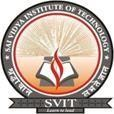 SAI VIDYA INSTITUTE OF TECHNOLOGY
SVIT
Learn to lead